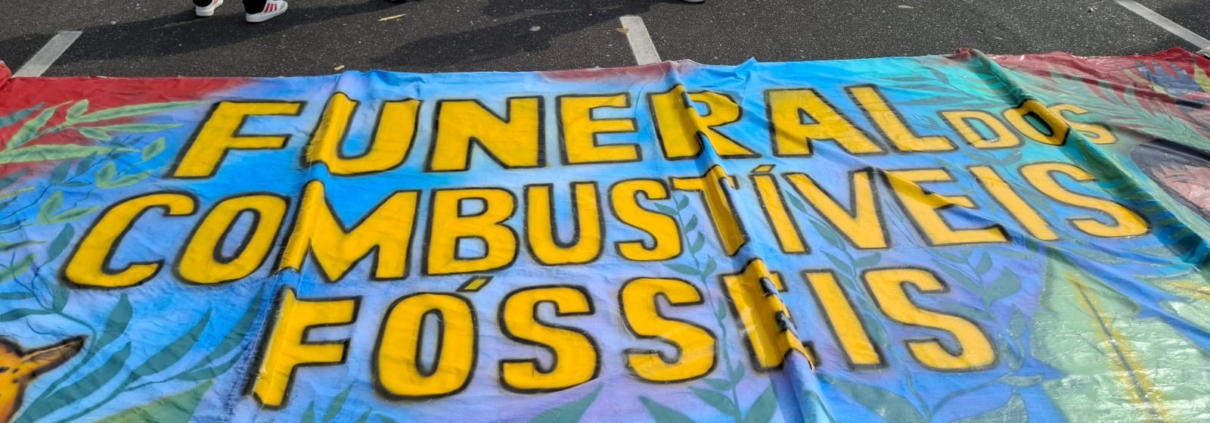 FUNERAL DOS
COMBUSTÍVEIS
FÓSSEIS